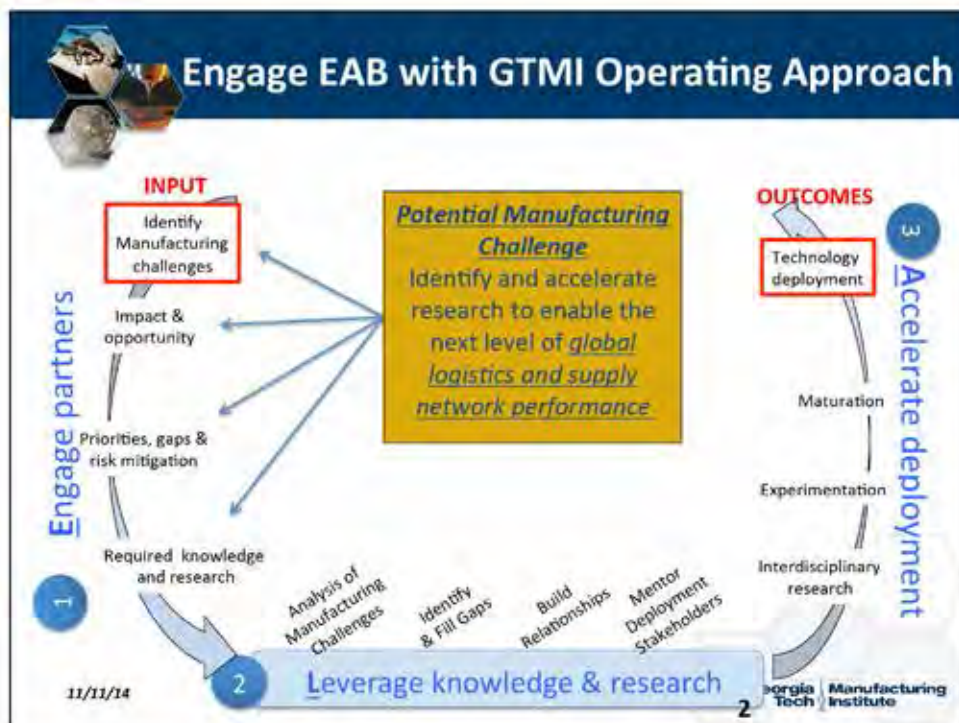 Engage EAB with GTMI Operating Approach
INPUT
Identify
Manufacturing
challenges
Impact &
opportunity
Priorities, gaps &
risk mitigation
Required knowledge
and research
Engage partners
1
Potential Manufacturing
Challenge
Identify and accelerate
research to enable the
next level of global
logistics and supply
network performance
OUTCOMES
Technology
deployment
Maturation
Experimentation
Interdisciplinary
research
3
Accelerate deployment
Analysis of
Manufacturing
Challenges
Identify
& Fill Gaps
Build
Relationships
Mentor
Deployment
Stakeholders
2
Leverage knowledge & research
11/11/14
2
eorgia
Tech
Manufacturing
Institute